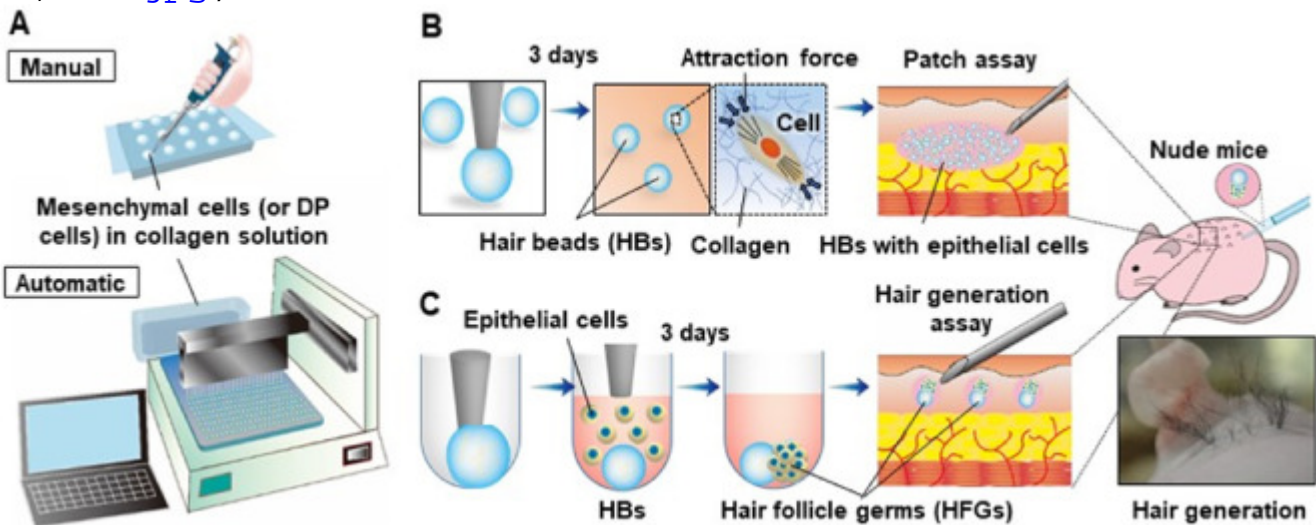 A
Manual
Mesenchymal cells (or DP
cells) in collagen solution
Automatic
B
3 days
Attraction force
Cell
Hair beads (HBs)
Collagen
Patch assay
HBs with epithelial cells
Nude mice
C
Epithelial cells
3 days
Hair generation
assay
HBs
Hair follicle germs (HFGs)
Hair generation